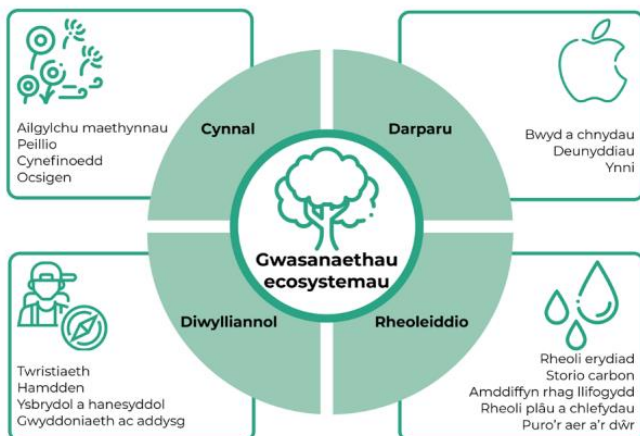 Ailgylchu maethynnau
Peillio
Cynefinoedd
Ocsigen
Cynnal
Darparu
Bwyd a chnydau
Deunyddiau
Ynni
Gwasanaethau
ecosystemau
Diwylliannol
Rheoleiddio
Twristiaeth
Hamdden
Ysbrydol a hanesyddol
Gwyddoniaeth ac addysg
Rheoli erydiad
Storio carbon
Amddiffyn rhag llifogydd
Rheoli plâu a chlefydau
Puro'r aer a'r dŵr